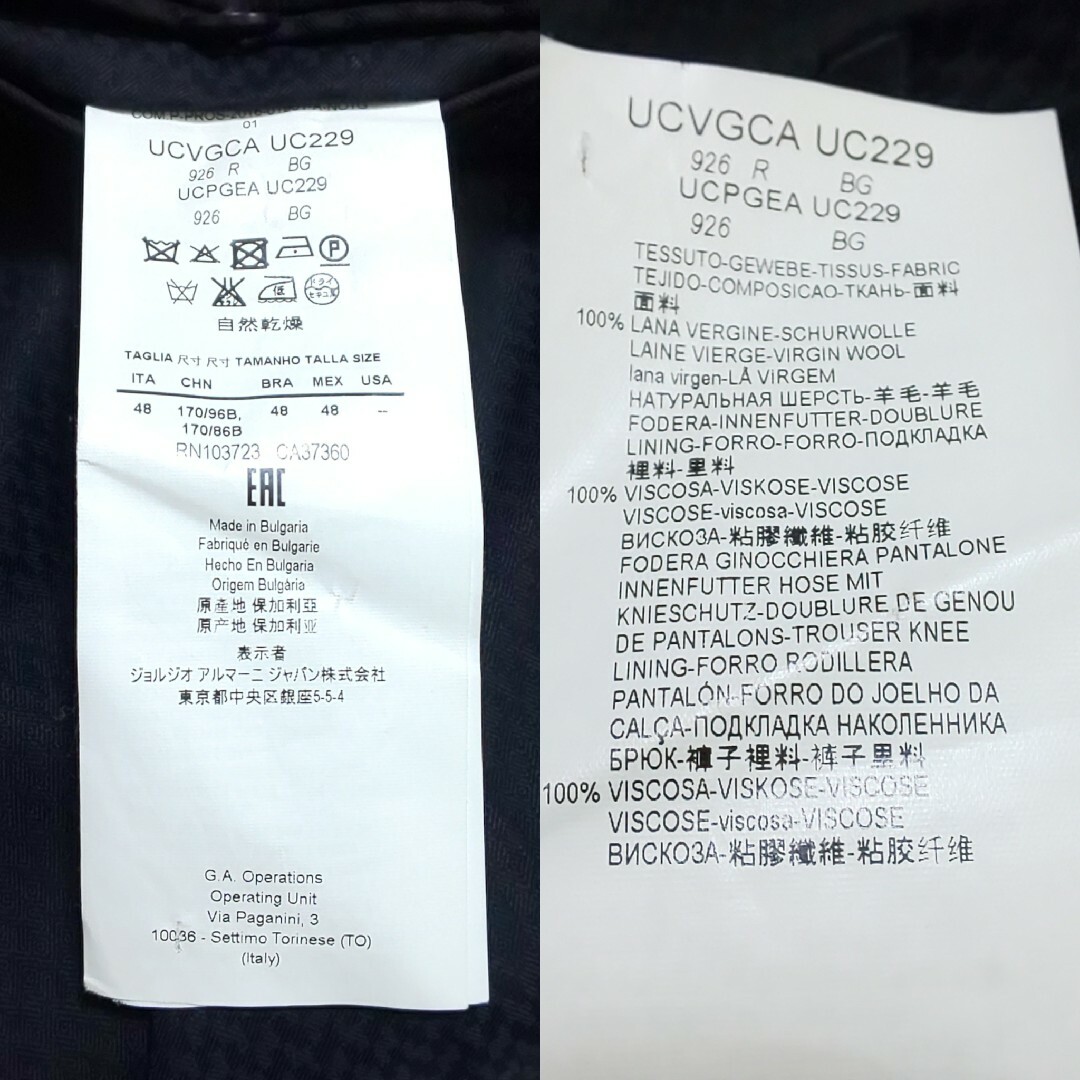 01
UCVGCA UC229
926 R BG
UCPGEA UC229
926 BG
P
低
ドライ
セキユ系
自然乾燥
TAGLIA 尺寸 尺寸 TAMANHO TALLA SIZE
ITA CHN BRA MEX USA
48 170/96B, 48 48 --
170/86B
RN103723 CA37360
EAC
Made in Bulgaria
Fabriqué en Bulgarie
Hecho En Bulgaria
Origem Bulgària
原產地 保加利亞
原产地 保加利亚
表示者
ジョルジオ アルマーニ ジャパン株式会社
東京都中央区銀座5-5-4
G.A. Operations
Operating Unit
Via Paganini, 3
10036 - Settimo Torinese (TO)
(Italy)
UCVGCA UC229
926 R BG
UCPGEA UC229
926 BG
TESSUTO-GEWEBE-TISSUS-FABRIC
TEJIDO-COMPOSICAO-ТКАНЬ-面料
面料
100% LANA VERGINE-SCHURWOLLE
LAINE VIERGE-VIRGIN WOOL
lana virgen-LÃ VIRGEM
НАТУРАЛЬНАЯ ШЕРСТЬ-羊毛-羊毛
FODERA-INNENFUTTER-DOUBLURE
LINING-FORRO-FORRO-ПОДКЛАДКА
裡料-里料
100% VISCOSA-VISKOSE-VISCOSE
VISCOSE-viscosa-VISCOSE
ВИСКОЗА-粘膠纖維-粘胶纤维
FODERA GINOCCHIERA PANTALONE
INNENFUTTER HOSE MIT
KNIESCHUTZ-DOUBLURE DE GENOU
DE PANTALONS-TROUSER KNEE
LINING-FORRO RODILLERA
PANTALÓN-FORRO DO JOELHO DA
CALÇA-ПОДКЛАДКА НАКОЛЕННИКА
БРЮК-褲子裡料-裤子里料
100% VISCOSA-VISKOSE-VISCOSE
VISCOSE-viscosa-VISCOSE
ВИСКОЗА-粘膠纖維-粘胶纤维